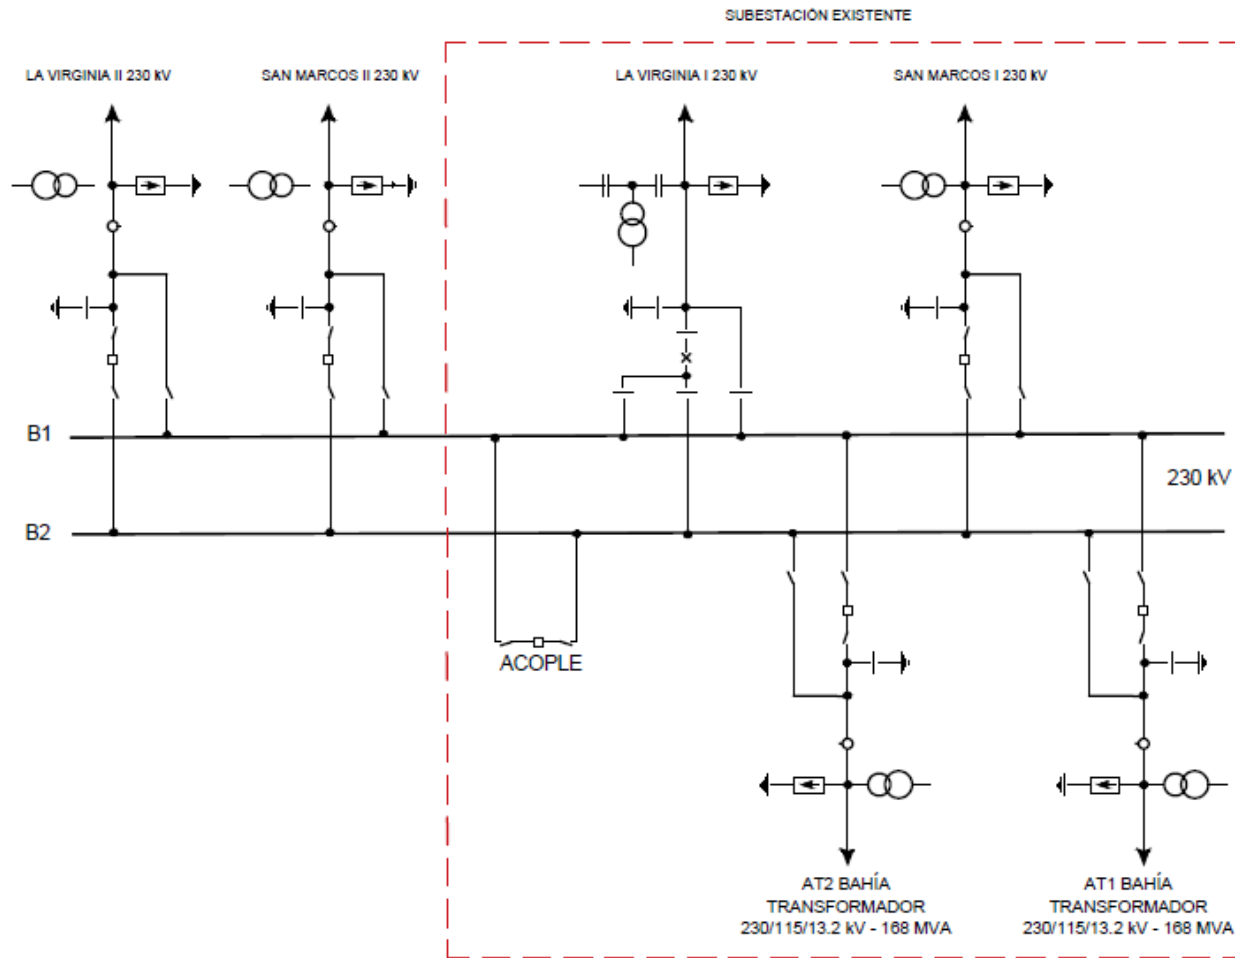 SUBESTACIÓN EXISTENTE
LA VIRGINIA II 230 kV
SAN MARCOS II 230 kV
LA VIRGINIA I 230 kV
SAN MARCOS I 230 kV
B1
230 kV
B2
ACOPLE
AT2 BAHÍA
TRANSFORMADOR
230/115/13.2 kV - 168 MVA
AT1 BAHÍA
TRANSFORMADOR
230/115/13.2 kV - 168 MVA